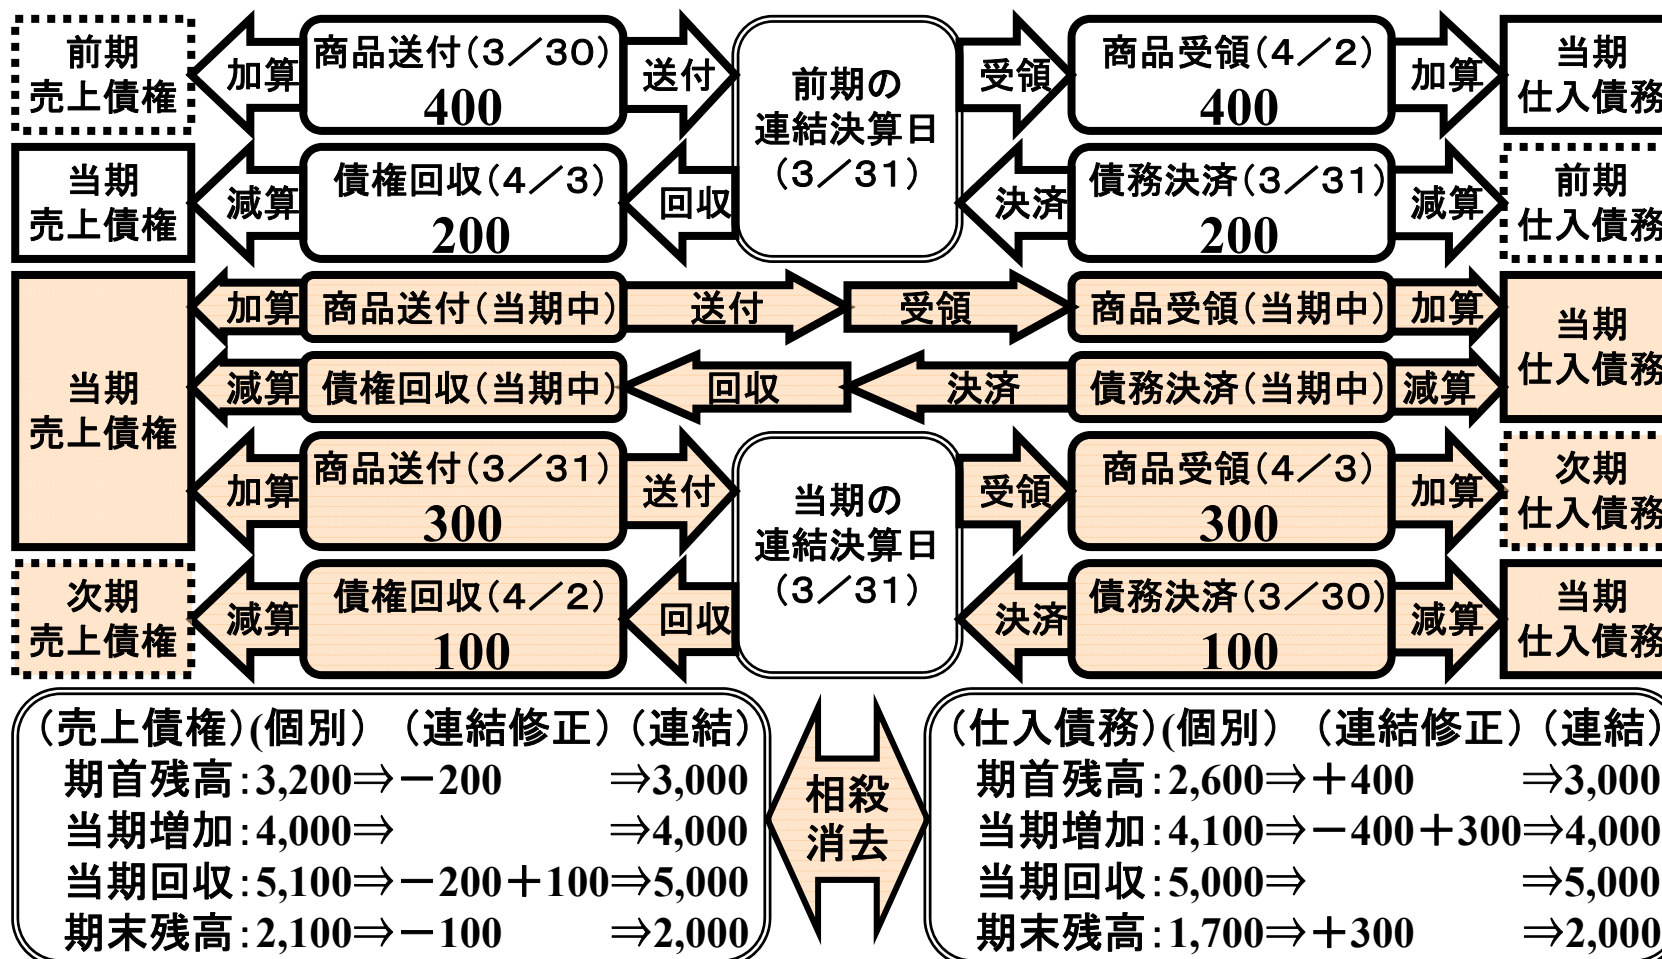 前期
売上債権
加算
商品送付(3／30)
400
送付
前期の
連結決算日
(3／31)
受領
商品受領(4／2)
400
加算
当期
仕入債務
当期
売上債権
減算
債権回収(4／3)
200
回収
決済
債務決済(3／31)
200
減算
前期
仕入債務
当期
売上債権
加算
商品送付(当期中)
送付
受領
商品受領(当期中)
加算
当期
仕入債務
減算
債権回収(当期中)
回収
決済
債務決済(当期中)
減算
加算
商品送付(3／31)
300
送付
当期の
連結決算日
(3／31)
受領
商品受領(4／3)
300
加算
次期
仕入債務
次期
売上債権
減算
債権回収(4／2)
100
回収
決済
債務決済(3／30)
100
減算
当期
仕入債務
(売上債権)(個別) (連結修正)(連結)
期首残高:3,200⇒－200 ⇒3,000
当期増加:4,000⇒ ⇒4,000
当期回収:5,100⇒－200＋100⇒5,000
期末残高:2,100⇒－100 ⇒2,000
相殺
消去
(仕入債務)(個別) (連結修正)(連結)
期首残高:2,600⇒＋400 ⇒3,000
当期増加:4,100⇒－400＋300⇒4,000
当期回収:5,000⇒ ⇒5,000
期末残高:1,700⇒＋300 ⇒2,000